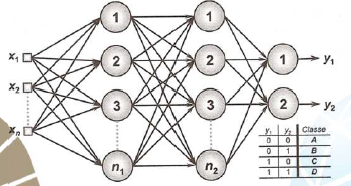 1 1
x₁ 2 2 1 y₁
x₂ 3 3 2 y₂
xₙ n₁ n₂
y₁ y₂ Classe
0 0 A
0 1 B
1 0 C
1 1 D